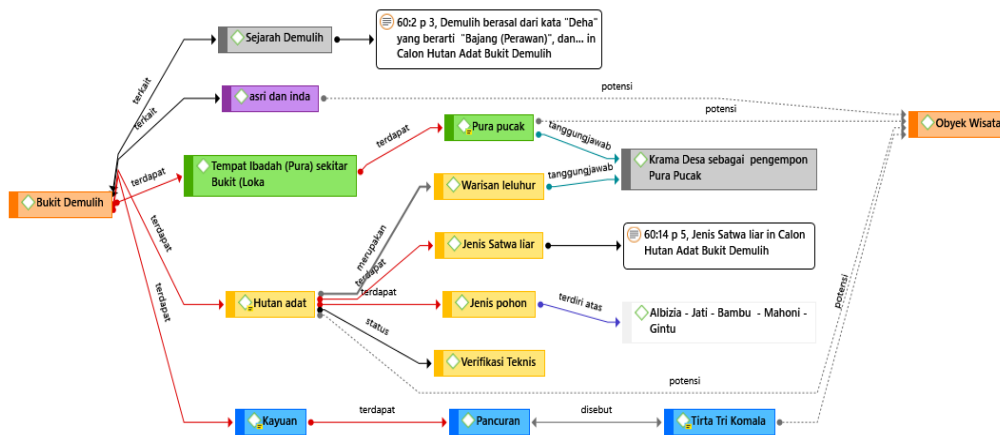 Sejarah Demulih
60:2 p 3, Demulih berasal dari kata "Deha"
yang berarti "Bajang (Perawan)", dan... in
Calon Hutan Adat Bukit Demulih
terkait
asri dan inda
terkait
potensi
potensi
Obyek Wisata
Pura pucak
terdapat
tanggungjawab
Tempat Ibadah (Pura) sekitar
Bukit (Loka
terdapat
Krama Desa sebagai pengempon
Pura Pucak
tanggungjawab
Warisan leluhur
Bukit Demulih
terdapat
merupakan
Jenis Satwa liar
60:14 p 5, Jenis Satwa liar in Calon
Hutan Adat Bukit Demulih
terdapat
Hutan adat
terdapat
Jenis pohon
terdiri atas
Albizia - Jati - Bambu - Mahoni -
Gintu
potensi
terdapat
status
Verifikasi Teknis
potensi
Kayuan
terdapat
Pancuran
disebut
Tirta Tri Komala